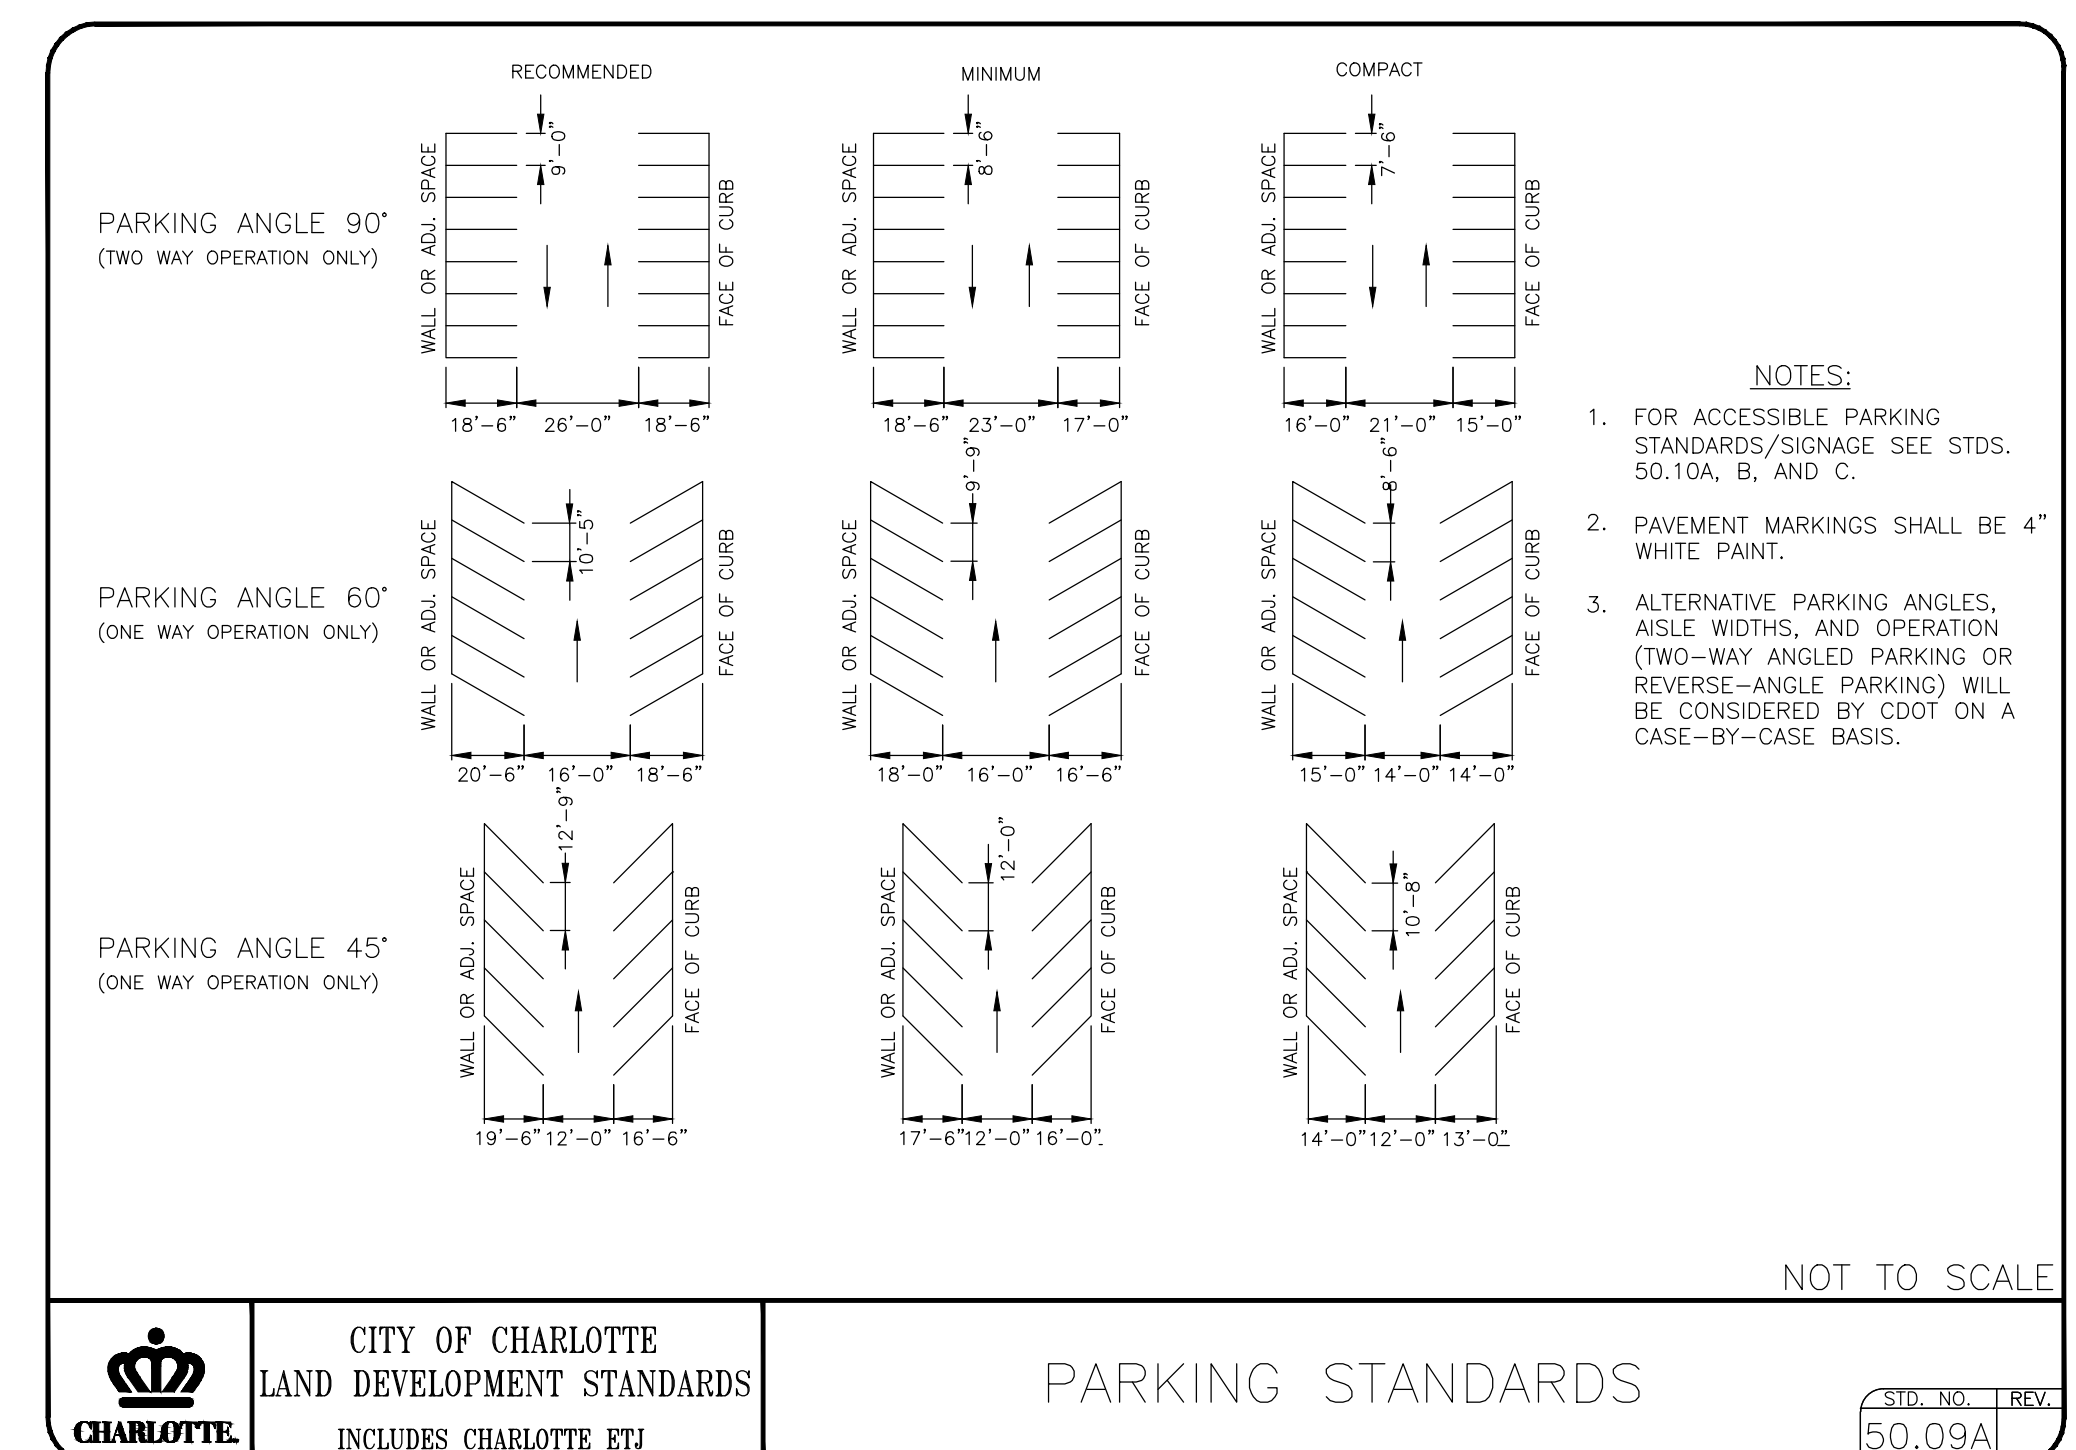 RECOMMENDED
MINIMUM
COMPACT
PARKING ANGLE 90°
(TWO WAY OPERATION ONLY)
WALL OR ADJ. SPACE
9'-0"
FACE OF CURB
18'-6" 26'-0" 18'-6"
WALL OR ADJ. SPACE
8'-6"
FACE OF CURB
18'-6" 23'-0" 17'-0"
WALL OR ADJ. SPACE
7'-6"
FACE OF CURB
16'-0" 21'-0" 15'-0"
PARKING ANGLE 60°
(ONE WAY OPERATION ONLY)
WALL OR ADJ. SPACE
10'-5"
FACE OF CURB
20'-6" 16'-0" 18'-6"
WALL OR ADJ. SPACE
9'-9"
FACE OF CURB
18'-0" 16'-0" 16'-6"
WALL OR ADJ. SPACE
8'-6"
FACE OF CURB
15'-0" 14'-0" 14'-0"
PARKING ANGLE 45°
(ONE WAY OPERATION ONLY)
WALL OR ADJ. SPACE
12'-9"
FACE OF CURB
19'-6" 12'-0" 16'-6"
WALL OR ADJ. SPACE
12'-0"
FACE OF CURB
17'-6" 12'-0" 16'-0"
WALL OR ADJ. SPACE
10'-8"
FACE OF CURB
14'-0" 12'-0" 13'-0"
NOTES:
1. FOR ACCESSIBLE PARKING
STANDARDS/SIGNAGE SEE STDS.
50.10A, B, AND C.
2. PAVEMENT MARKINGS SHALL BE 4"
WHITE PAINT.
3. ALTERNATIVE PARKING ANGLES,
AISLE WIDTHS, AND OPERATION
(TWO-WAY ANGLED PARKING OR
REVERSE-ANGLE PARKING) WILL
BE CONSIDERED BY CDOT ON A
CASE-BY-CASE BASIS.
NOT TO SCALE
CHARLOTTE.
CITY OF CHARLOTTE
LAND DEVELOPMENT STANDARDS
INCLUDES CHARLOTTE ETJ
PARKING STANDARDS
STD. NO. REV.
50.09A